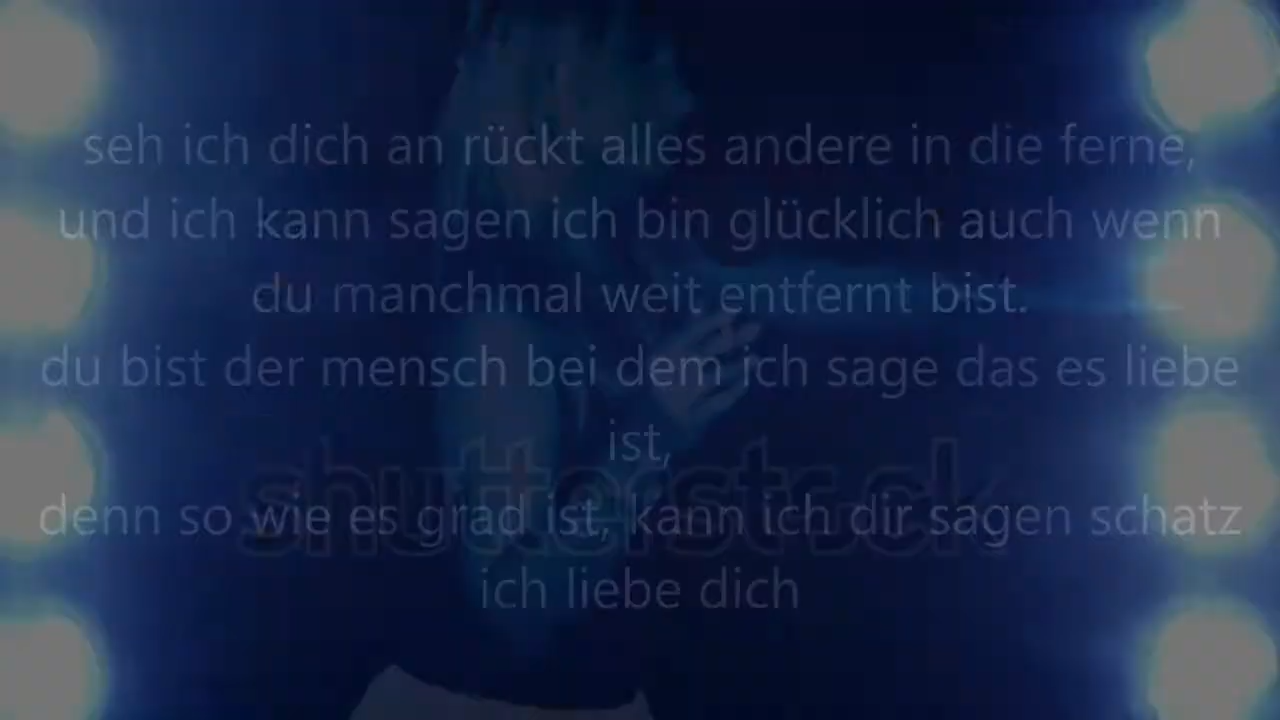 seh ich dich an rückt alles andere in die ferne,
und ich kann sagen ich bin glücklich auch wenn
du manchmal weit entfernt bist.
du bist der mensch bei dem ich sage das es liebe
ist,
shutterstock
denn so wie es grad ist, kann ich dir sagen schatz
ich liebe dich